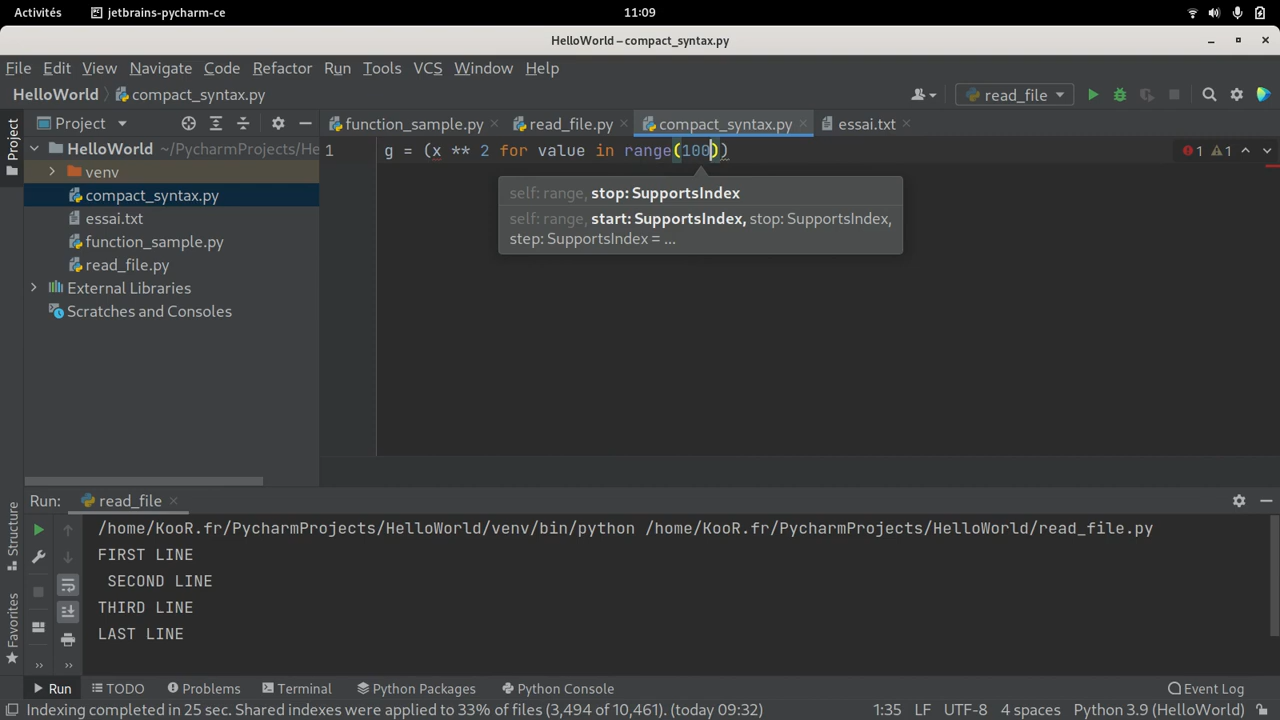 Activités jetbrains-pycharm-ce 11:09
HelloWorld – compact_syntax.py
File Edit View Navigate Code Refactor Run Tools VCS Window Help
HelloWorld compact_syntax.py read_file
Project
Project
function_sample.py read_file.py compact_syntax.py essai.txt
HelloWorld ~/PycharmProjects/He
venv
compact_syntax.py
essai.txt
function_sample.py
read_file.py
External Libraries
Scratches and Consoles
1 g = (x ** 2 for value in range(100)) 1 1
self: range, stop: SupportsIndex
self: range, start: SupportsIndex, stop: SupportsIndex,
step: SupportsIndex = ...
Run: read_file
/home/KooR.fr/PycharmProjects/HelloWorld/venv/bin/python /home/KooR.fr/PycharmProjects/HelloWorld/read_file.py
FIRST LINE
 SECOND LINE
THIRD LINE
LAST LINE
Structure
Favorites
Run TODO Problems Terminal Python Packages Python Console Event Log
Indexing completed in 25 sec. Shared indexes were applied to 33% of files (3,494 of 10,461). (today 09:32) 1:35 LF UTF-8 4 spaces Python 3.9 (HelloWorld)